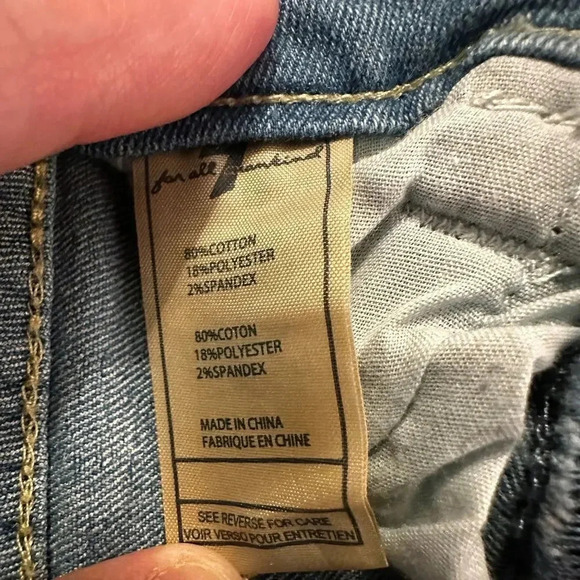 7
for all mankind
80%COTTON
18%POLYESTER
2%SPANDEX
80%COTON
18%POLYESTER
2%SPANDEX
MADE IN CHINA
FABRIQUE EN CHINE
SEE REVERSE FOR CARE
VOIR VERSO POUR ENTRETIEN